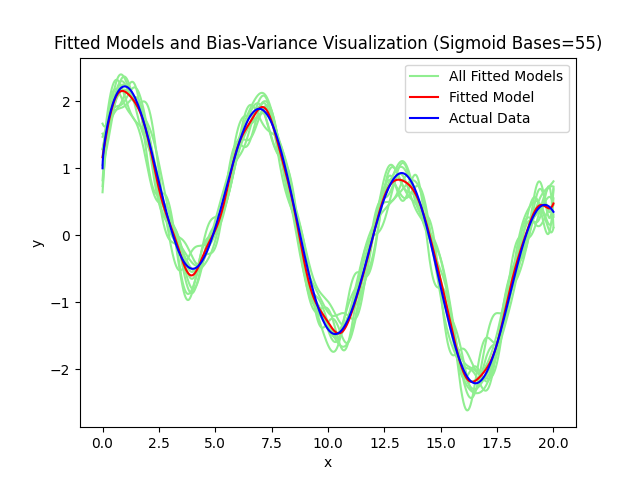 Fitted Models and Bias-Variance Visualization (Sigmoid Bases=55)
All Fitted Models
Fitted Model
Actual Data
2
1
0
−1
−2
y
0.0 2.5 5.0 7.5 10.0 12.5 15.0 17.5 20.0
x